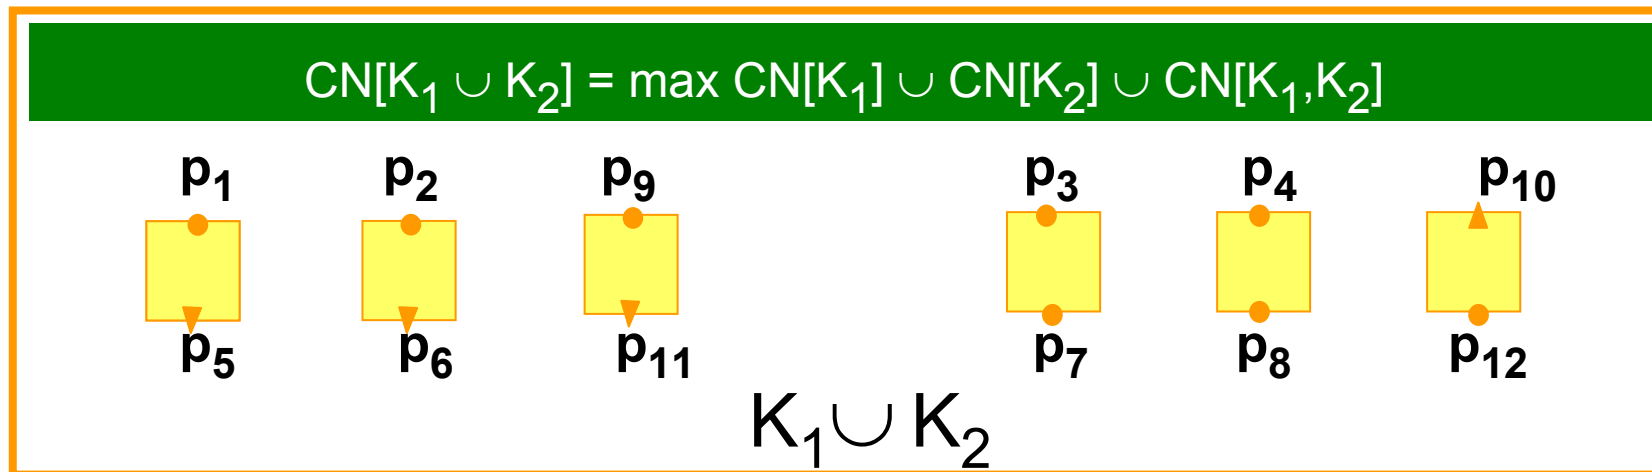 CN[K₁ ∪ K₂] = max CN[K₁] ∪ CN[K₂] ∪ CN[K₁,K₂]
p₁ p₂ p₉ p₃ p₄ p₁₀
p₅ p₆ p₁₁ p₇ p₈ p₁₂
K₁∪ K₂